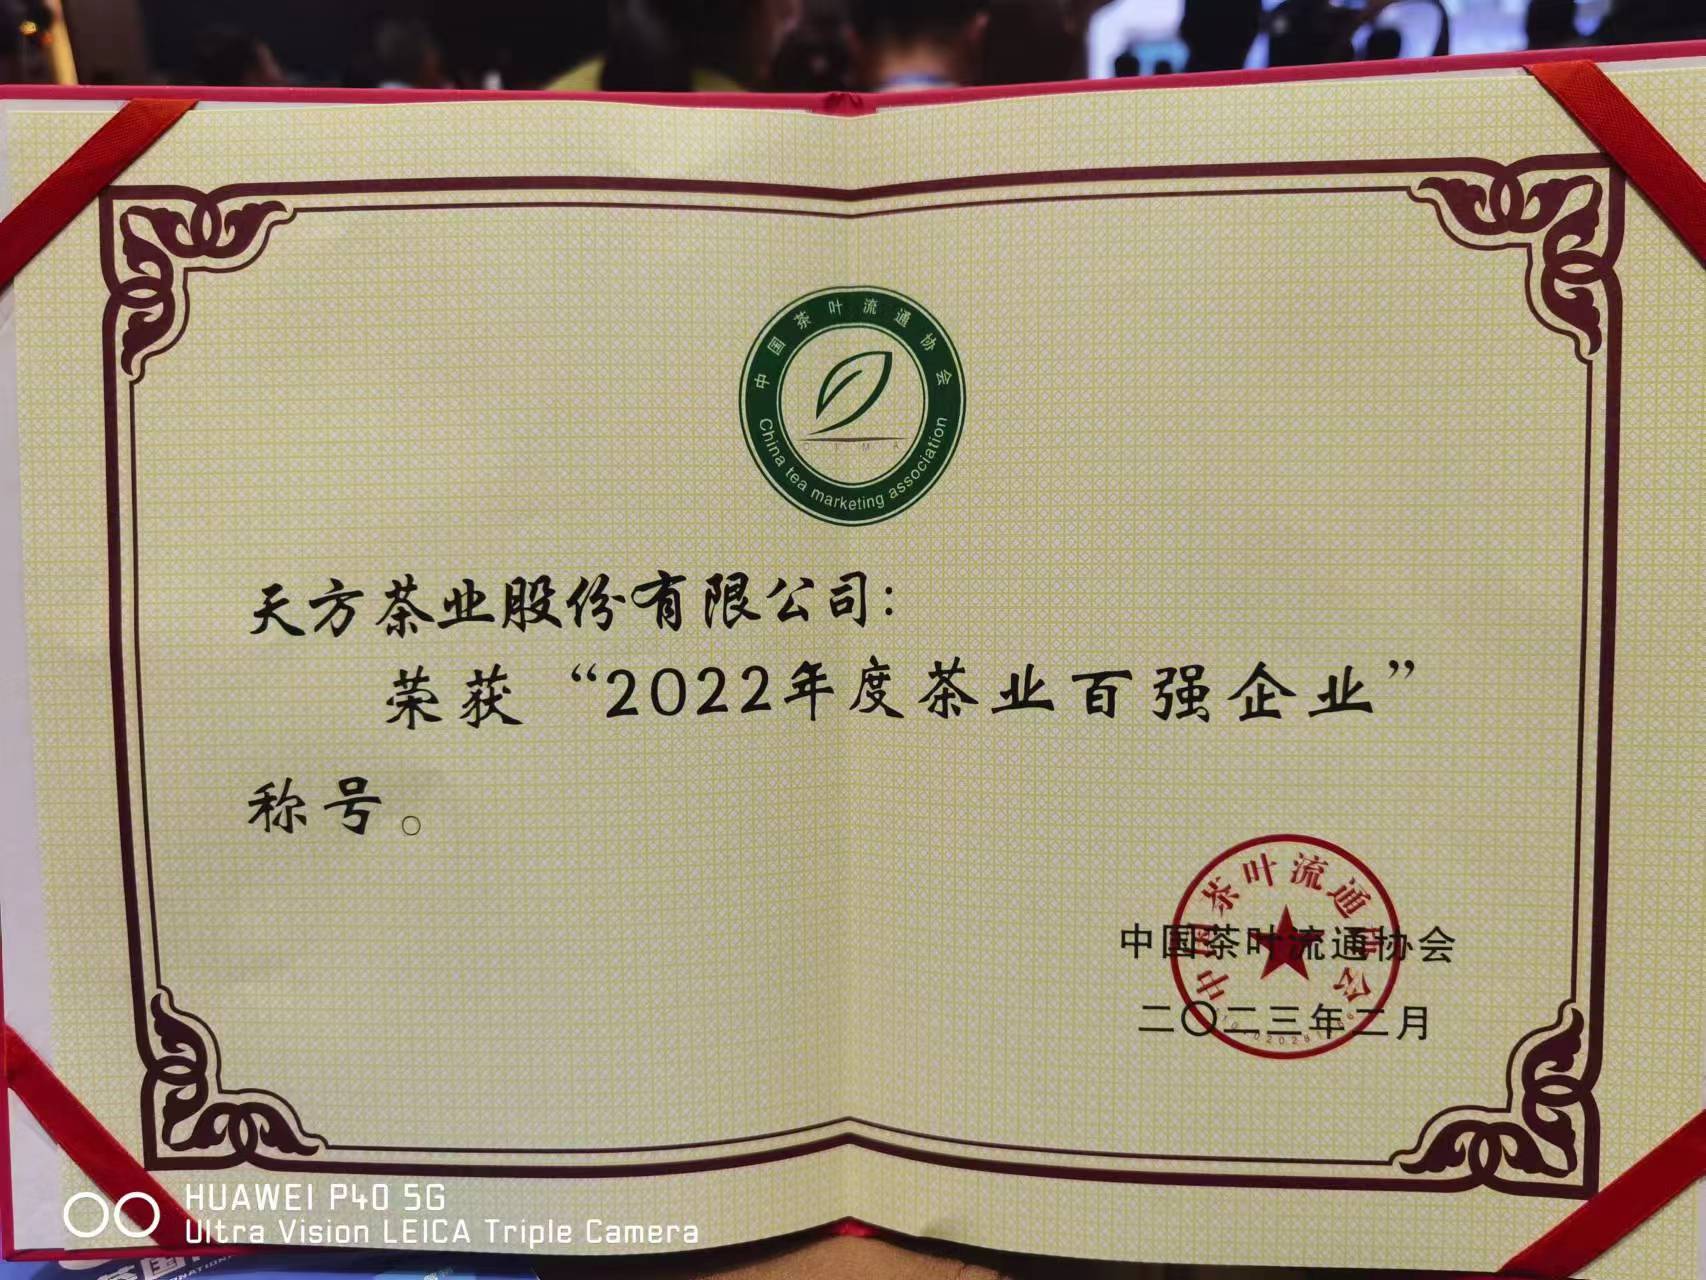 中国茶叶流通协会
China tea marketing association
天方茶业股份有限公司：
荣获“2022年度茶业百强企业”
称号。
中国茶叶流通协会
中国茶叶流通协会
二〇二三年二月
HUAWEI P40 5G
Ultra Vision LEICA Triple Camera